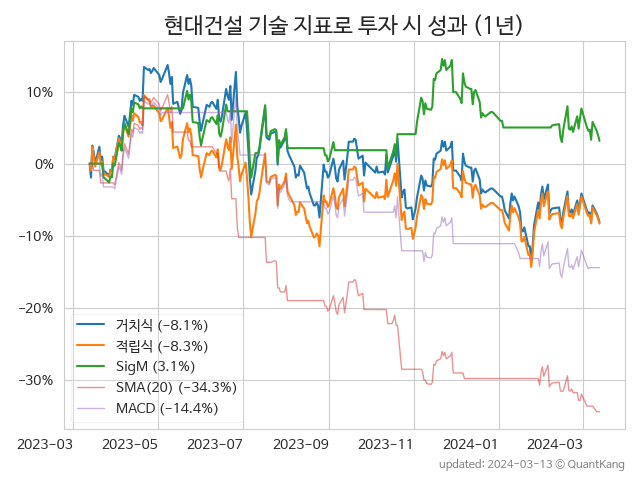 현대건설 기술 지표로 투자 시 성과 (1년)
10%
0%
−10%
−20%
−30%
거치식 (−8.1%)
적립식 (−8.3%)
SigM (3.1%)
SMA(20) (−34.3%)
MACD (−14.4%)
2023−03 2023−05 2023−07 2023−09 2023−11 2024−01 2024−03
updated: 2024−03−13 ⓒ QuantKang